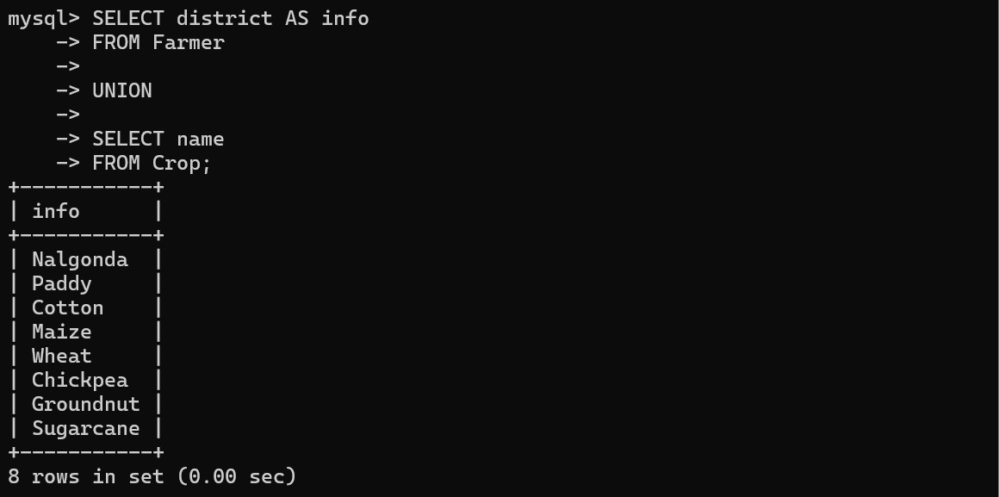 mysql> SELECT district AS info
    -> FROM Farmer
    ->
    -> UNION
    ->
    -> SELECT name
    -> FROM Crop;
+-----------+
| info      |
+-----------+
| Nalgonda  |
| Paddy     |
| Cotton    |
| Maize     |
| Wheat     |
| Chickpea  |
| Groundnut |
| Sugarcane |
+-----------+
8 rows in set (0.00 sec)